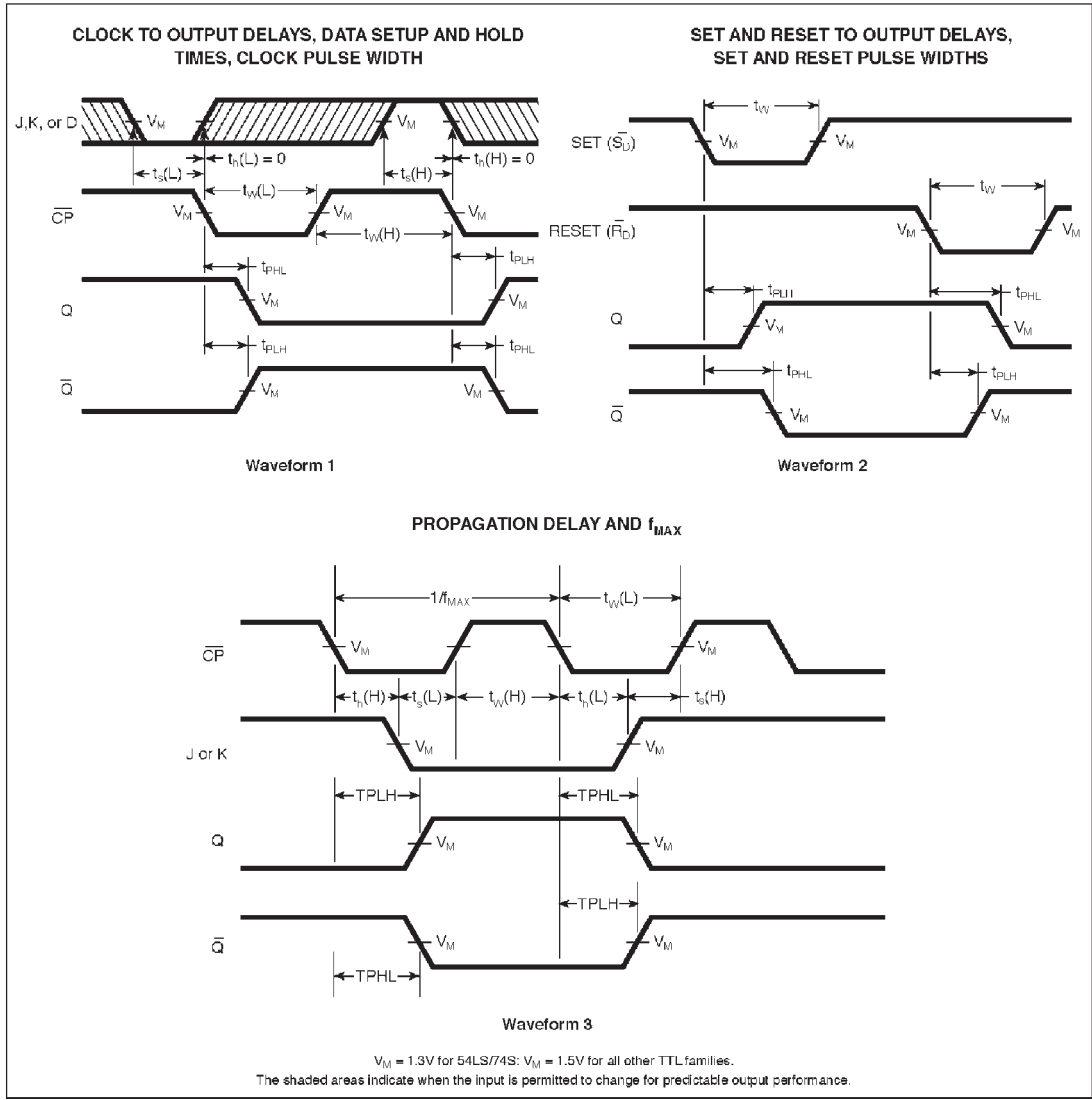 CLOCK TO OUTPUT DELAYS, DATA SETUP AND HOLD
TIMES, CLOCK PULSE WIDTH
J,K, or D
V_M
V_M
t_h(L) = 0
t_h(H) = 0
t_s(L)
t_s(H)
t_W(L)
C̅P̅
V_M
V_M
V_M
t_W(H)
t_PHL
t_PLH
Q
V_M
V_M
t_PLH
t_PHL
Q̅
V_M
V_M
Waveform 1
SET AND RESET TO OUTPUT DELAYS,
SET AND RESET PULSE WIDTHS
t_W
SET (S̅_D)
V_M
V_M
t_W
RESET (R̅_D)
V_M
V_M
t_PLH
t_PHL
Q
V_M
V_M
t_PHL
t_PLH
Q̅
V_M
V_M
Waveform 2
PROPAGATION DELAY AND f_MAX
1/f_MAX
t_W(L)
C̅P̅
V_M
V_M
t_h(H)
t_s(L)
t_W(H)
t_h(L)
t_s(H)
J or K
V_M
V_M
TPLH
TPHL
Q
V_M
V_M
TPLH
Q̅
V_M
V_M
TPHL
Waveform 3
V_M = 1.3V for 54LS/74S: V_M = 1.5V for all other TTL families.
The shaded areas indicate when the input is permitted to change for predictable output performance.